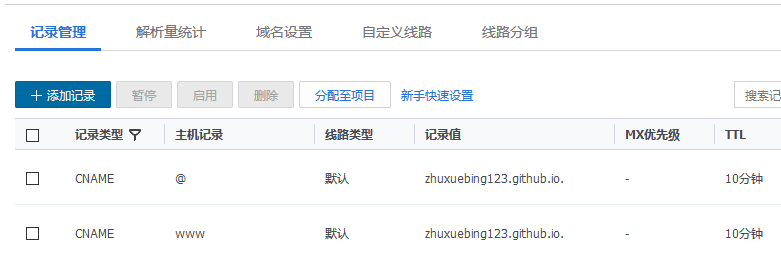 记录管理 解析量统计 域名设置 自定义线路 线路分组
+ 添加记录 暂停 启用 删除 分配至项目 新手快速设置 搜索记
记录类型 主机记录 线路类型 记录值 MX优先级 TTL
CNAME @ 默认 zhuxuebing123.github.io. - 10分钟
CNAME www 默认 zhuxuebing123.github.io. - 10分钟